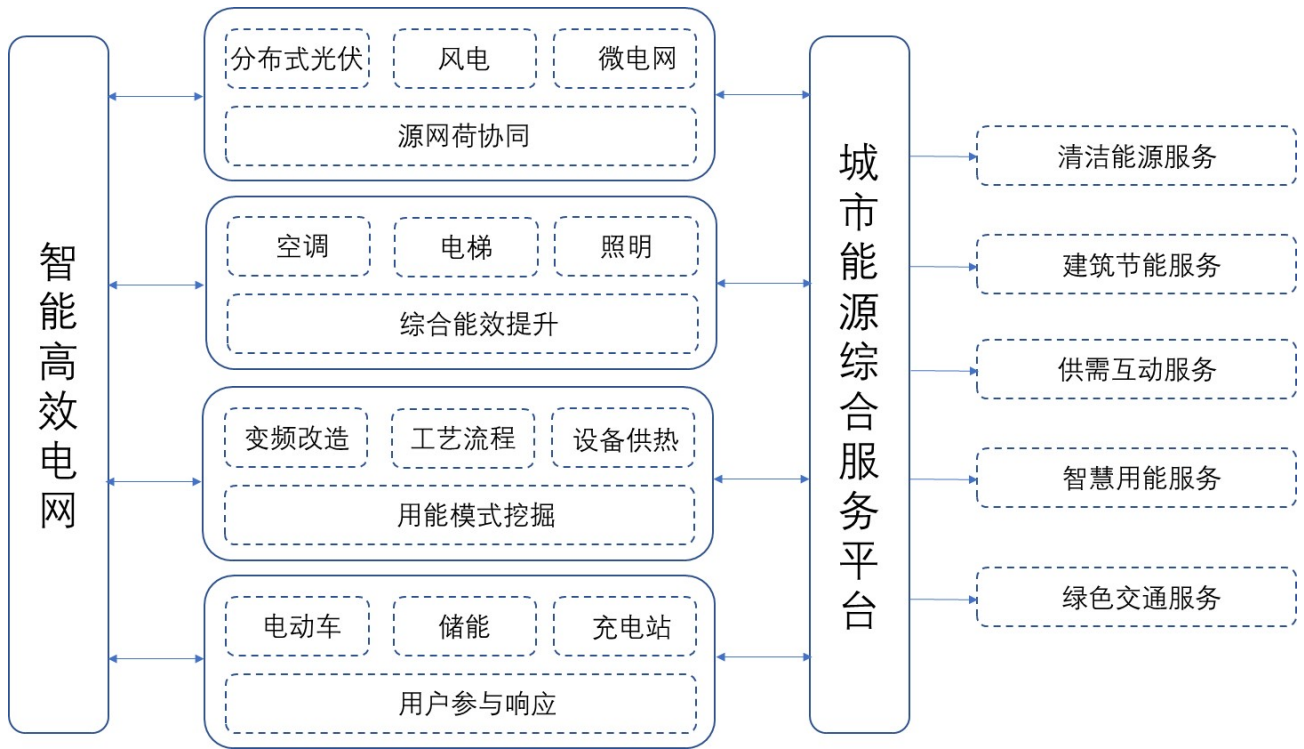 智能高效电网
分布式光伏
风电
微电网
源网荷协同
空调
电梯
照明
综合能效提升
变频改造
工艺流程
设备供热
用能模式挖掘
电动车
储能
充电站
用户参与响应
城市能源综合服务平台
清洁能源服务
建筑节能服务
供需互动服务
智慧用能服务
绿色交通服务